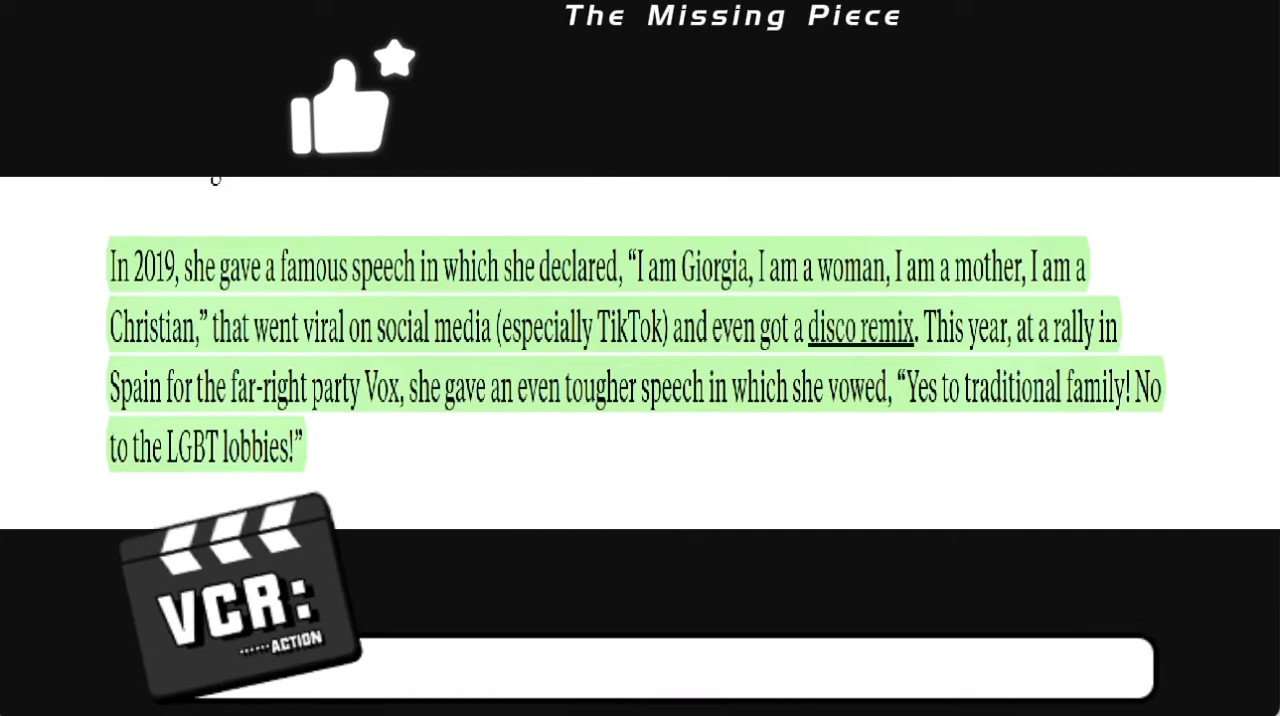 The Missing Piece
In 2019, she gave a famous speech in which she declared, “I am Giorgia, I am a woman, I am a mother, I am a
Christian,” that went viral on social media (especially TikTok) and even got a disco remix. This year, at a rally in
Spain for the far-right party Vox, she gave an even tougher speech in which she vowed, “Yes to traditional family! No
to the LGBT lobbies!”
VCR:
······ACTION